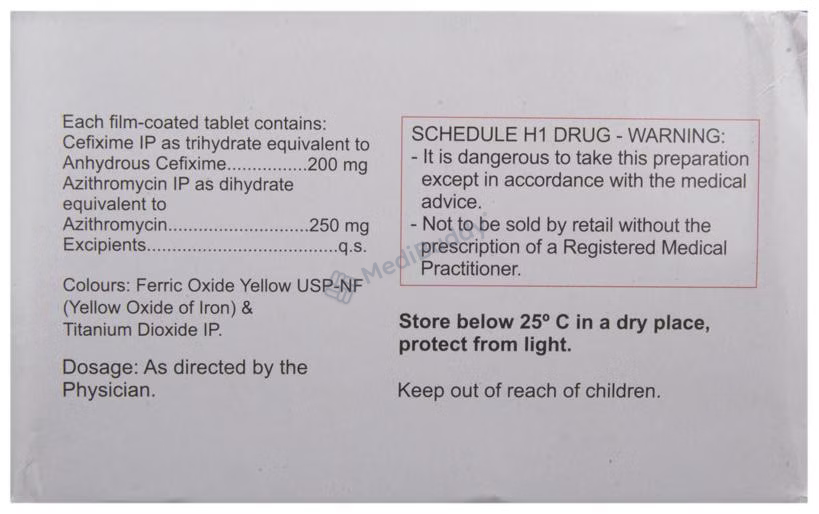 Each film-coated tablet contains:
Cefixime IP as trihydrate equivalent to
Anhydrous Cefixime...............200 mg
Azithromycin IP as dihydrate
equivalent to
Azithromycin...........................250 mg
Excipients....................................q.s.
Colours: Ferric Oxide Yellow USP-NF
(Yellow Oxide of Iron) &
Titanium Dioxide IP.
Dosage: As directed by the
Physician.
SCHEDULE H1 DRUG - WARNING:
- It is dangerous to take this preparation
except in accordance with the medical
advice.
- Not to be sold by retail without the
prescription of a Registered Medical
Practitioner.
Store below 25º C in a dry place,
protect from light.
Keep out of reach of children.
MediBuddy